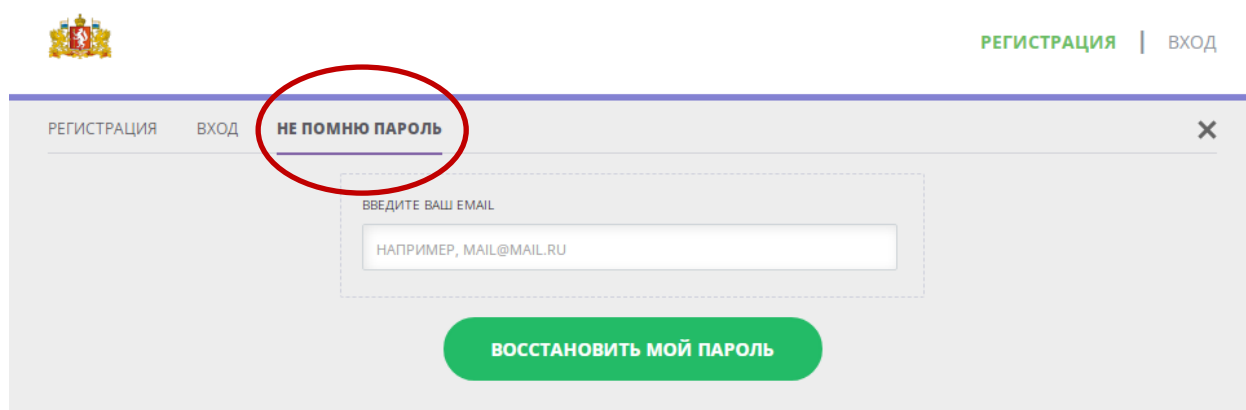 РЕГИСТРАЦИЯ | ВХОД
РЕГИСТРАЦИЯ ВХОД НЕ ПОМНЮ ПАРОЛЬ ×
ВВЕДИТЕ ВАШ EMAIL
НАПРИМЕР, MAIL@MAIL.RU
ВОССТАНОВИТЬ МОЙ ПАРОЛЬ